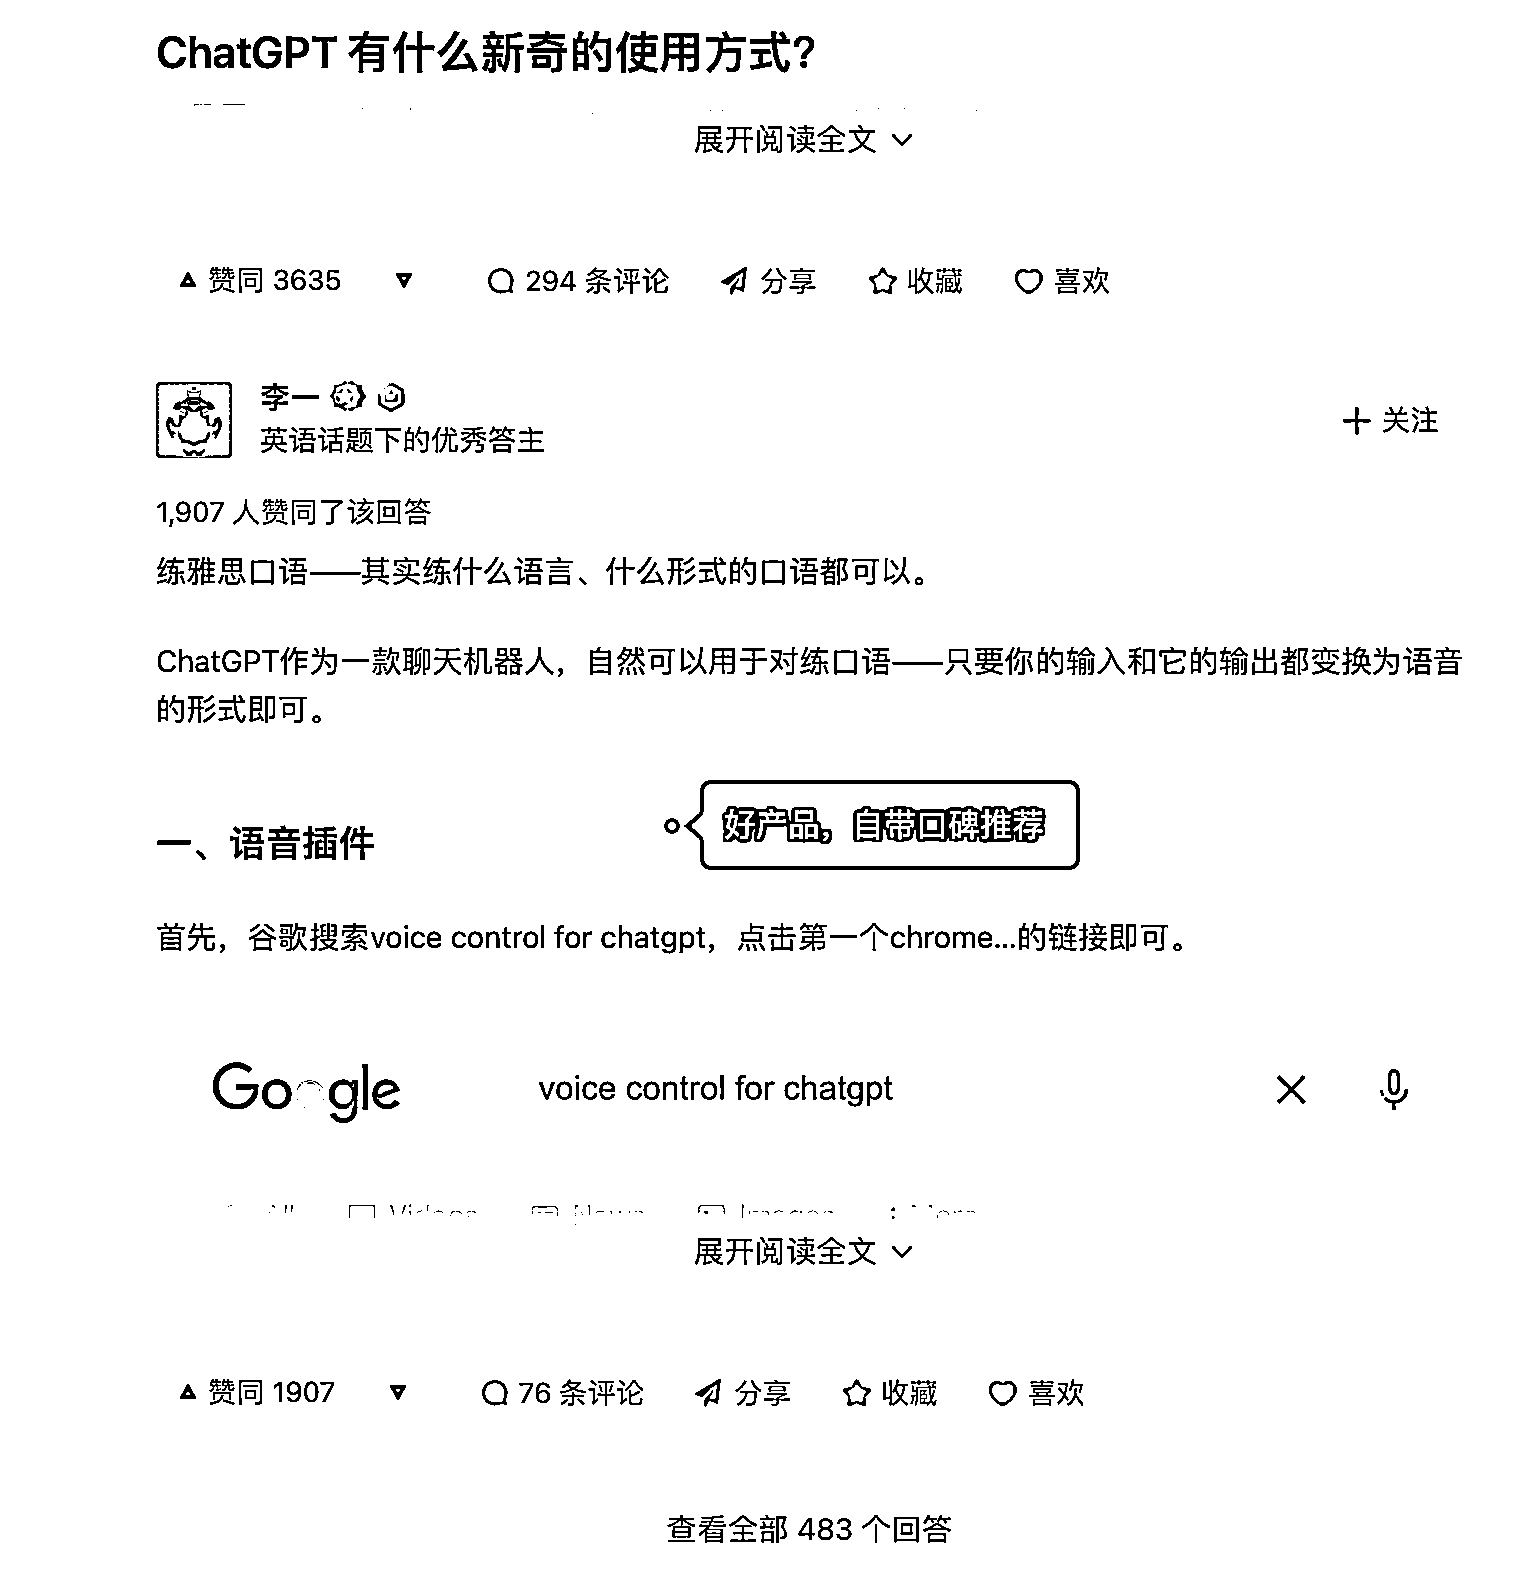 ChatGPT 有什么新奇的使用方式?
展开阅读全文
赞同 3635 294 条评论 分享 收藏 喜欢
李一
英语话题下的优秀答主
关注
1,907 人赞同了该回答
练雅思口语——其实练什么语言、什么形式的口语都可以。
ChatGPT作为一款聊天机器人，自然可以用于对练口语——只要你的输入和它的输出都变换为语音
的形式即可。
好产品，自带口碑推荐
一、语音插件
首先，谷歌搜索voice control for chatgpt，点击第一个chrome...的链接即可。
Google voice control for chatgpt
展开阅读全文
赞同 1907 76 条评论 分享 收藏 喜欢
查看全部 483 个回答